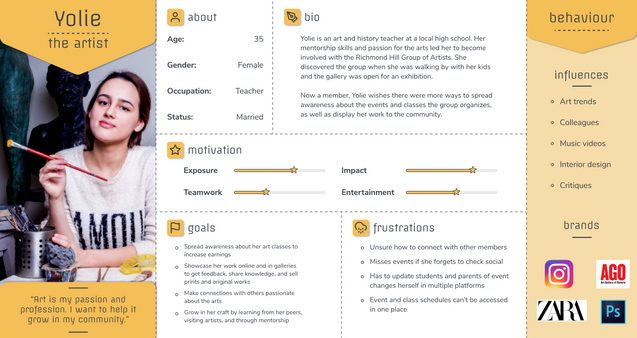 Yolie
the artist
"Art is my passion and
profession. I want to help it
grow in my community."
about
Age: 35
Gender: Female
Occupation: Teacher
Status: Married
bio
Yolie is an art and history teacher at a local high school. Her
mentorship skills and passion for the arts led her to become
involved with the Richmond Hill Group of Artists. She
discovered the group when she was walking by with her kids
and the gallery was open for an exhibition.
Now a member, Yolie wishes there were more ways to spread
awareness about the events and classes the group organizes,
as well as display her work to the community.
motivation
Exposure
Impact
Teamwork
Entertainment
goals
Spread awareness about her art classes to
increase earnings
Showcase her work online and in galleries
to get feedback, share knowledge, and sell
prints and original works
Make connections with others passionate
about the arts
Grow in her craft by learning from her peers,
visiting artists, and through mentorship
frustrations
Unsure how to connect with other members
Misses events if she forgets to check social
Has to update students and parents of event
changes herself in multiple platforms
Event and class schedules can't be accessed
in one place
behaviour
influences
Art trends
Colleagues
Music videos
Interior design
Critiques
brands
AGO
ZARA
Ps